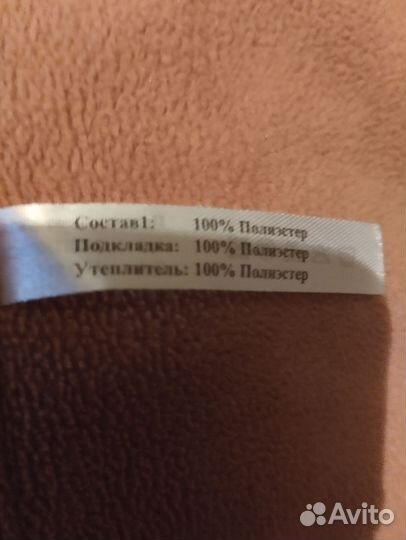 Состав1: 100% Полиэстер
Подкладка: 100% Полиэстер
Утеплитель: 100% Полиэстер
Avito